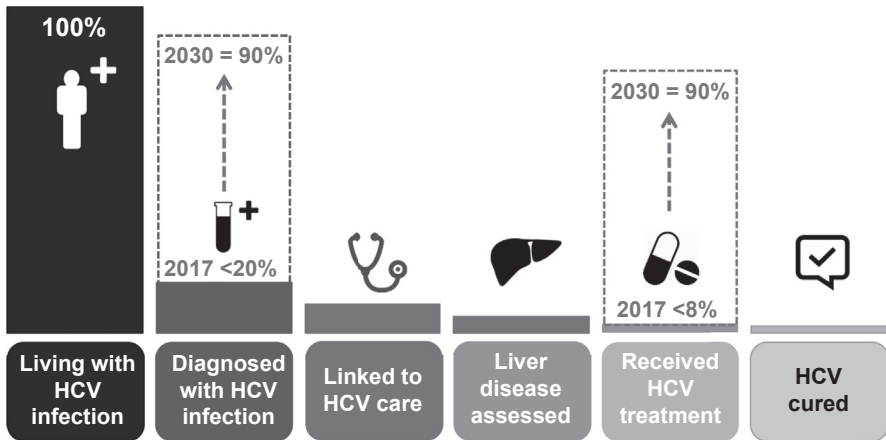 100%
2030 = 90%
2017 <20%
2030 = 90%
2017 <8%
Living with
HCV
infection
Diagnosed
with HCV
infection
Linked to
HCV care
Liver
disease
assessed
Received
HCV
treatment
HCV
cured